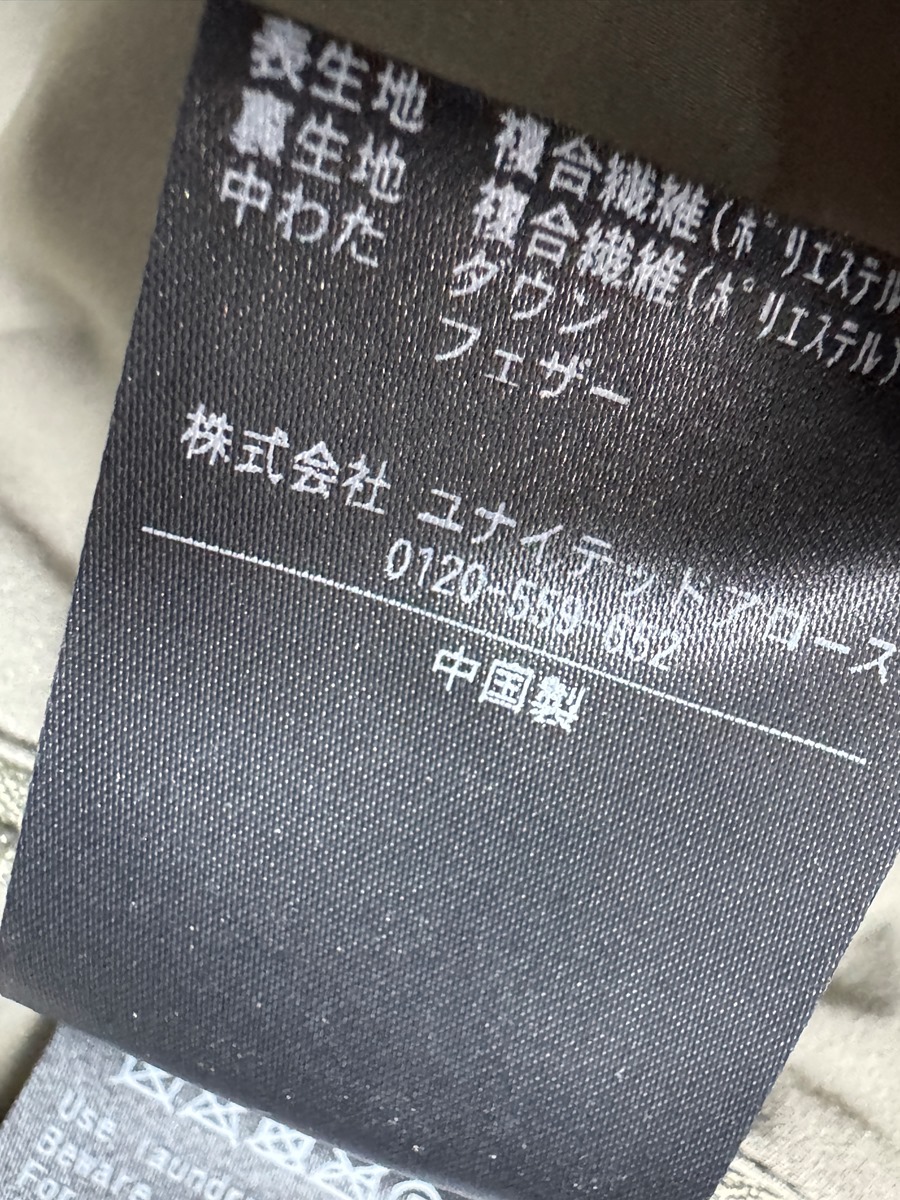 表生地 複合繊維(ポリエステル
裏生地 複合繊維(ポリエステル)
中わた ダウン
フェザー
株式会社 ユナイテッドアローズ
0120-559-652
中国製
Use laundr
Beware
For